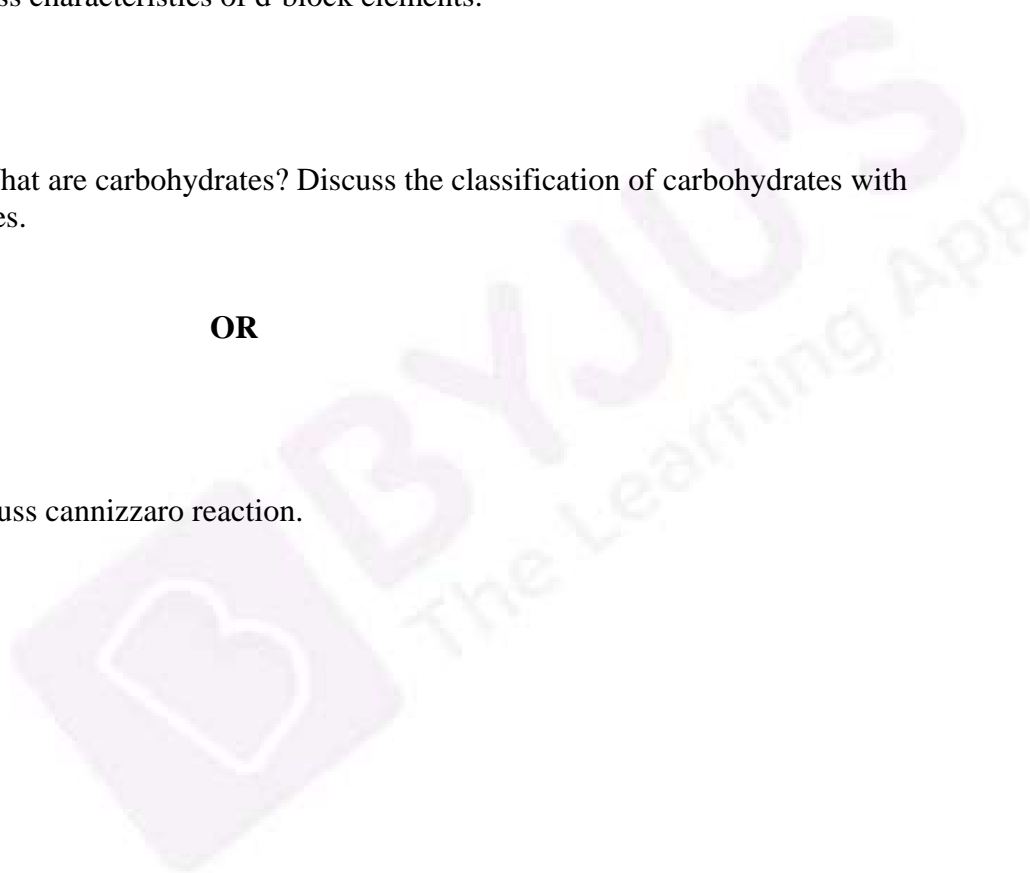 ss characteristics of d-block elements.
hat are carbohydrates? Discuss the classification of carbohydrates with
es.
OR
uss cannizzaro reaction.
BYJU'S
The Learning App